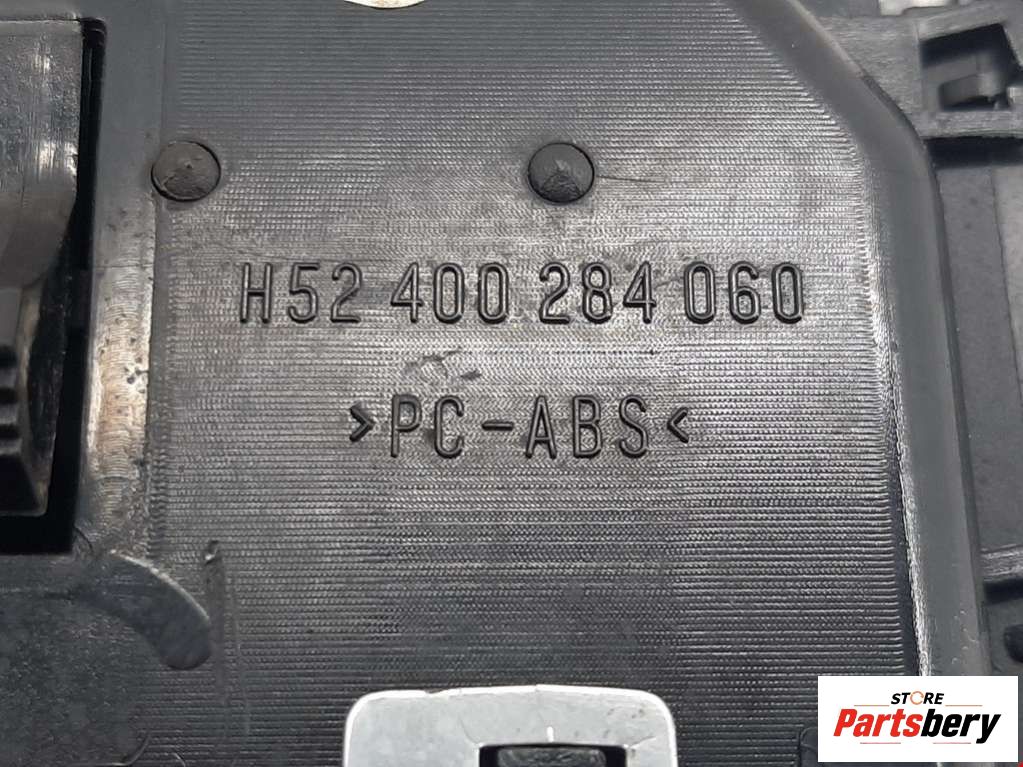 H52 400 284 060
>PC-ABS<
STORE
Partsbery